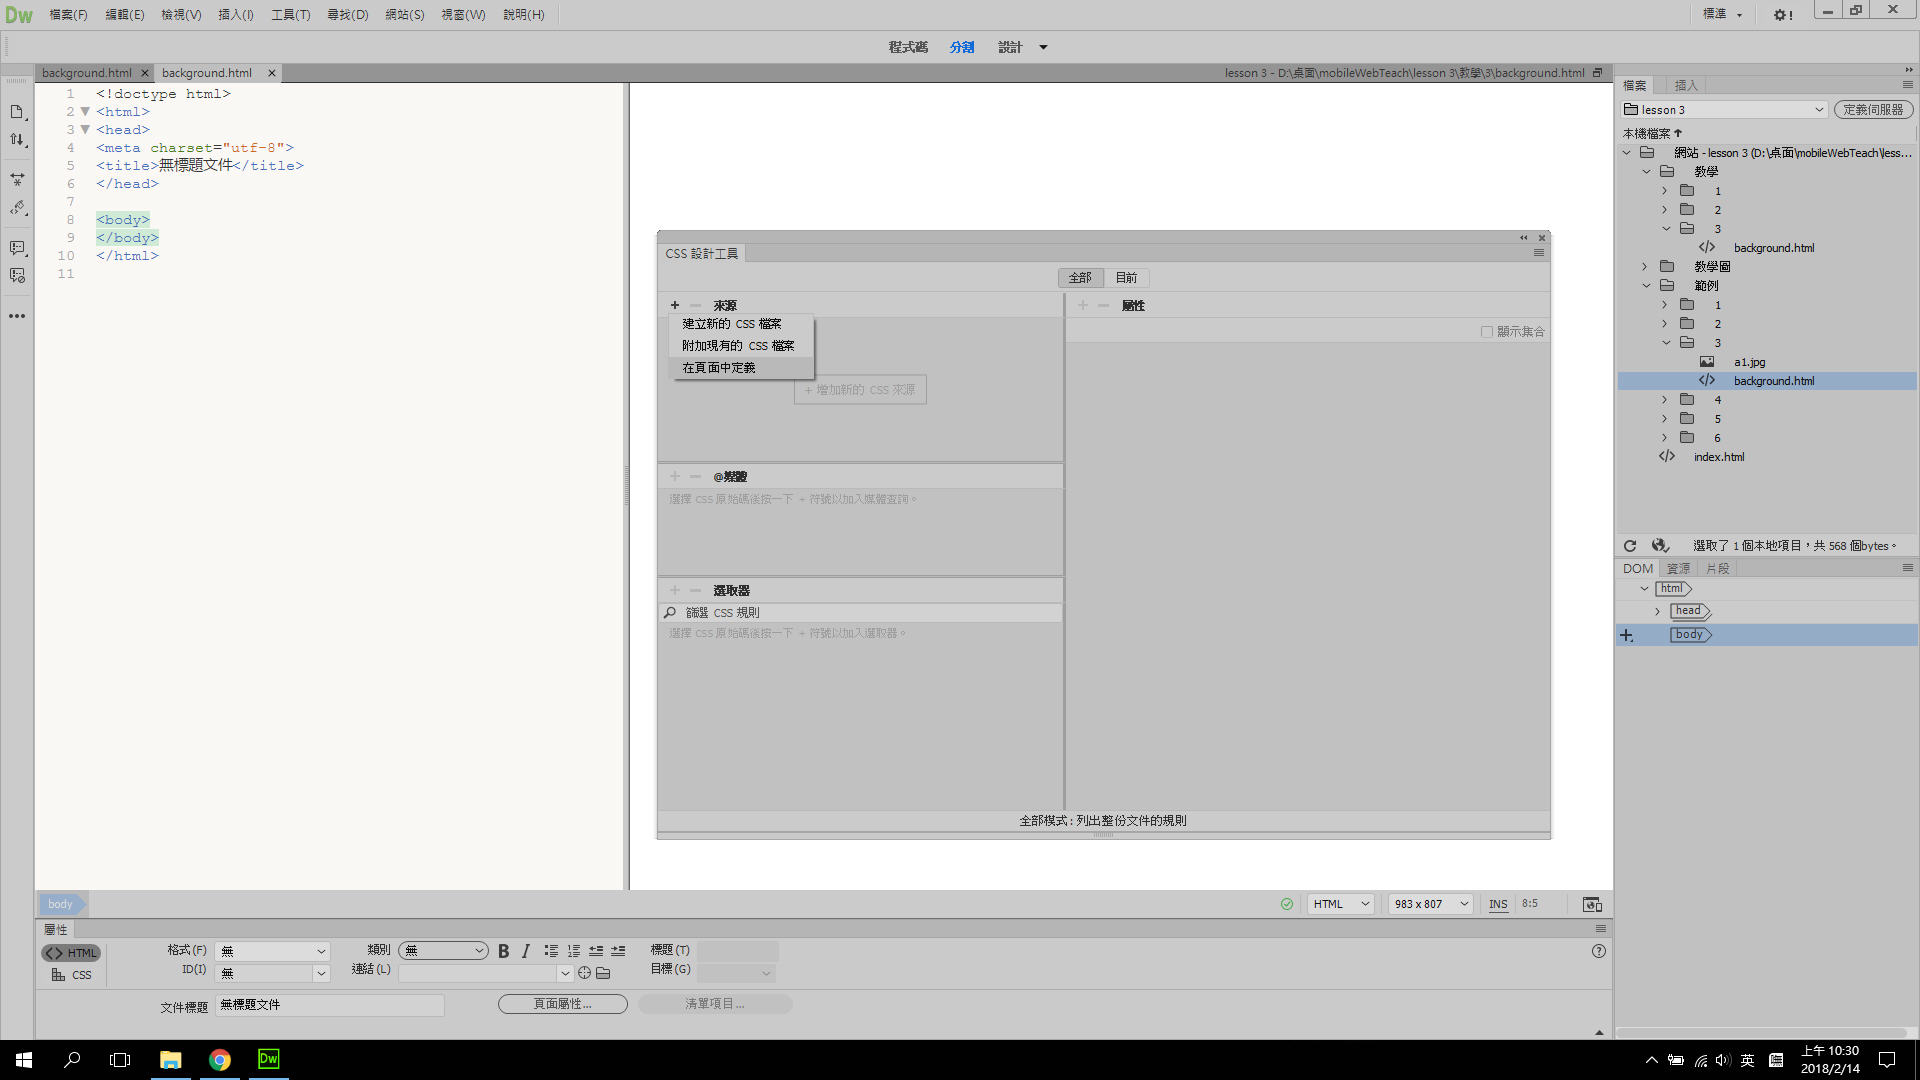 Dw 檔案(F) 編輯(E) 檢視(V) 插入(I) 工具(T) 尋找(D) 網站(S) 視窗(W) 說明(H) 標準
程式碼 分割 設計
background.html × background.html × lesson 3 - D:\桌面\mobileWebTeach\lesson 3\教學\3\background.html
1 <!doctype html>
2 <html>
3 <head>
4 <meta charset="utf-8">
5 <title>無標題文件</title>
6 </head>
7
8 <body>
9 </body>
10 </html>
11
CSS 設計工具
全部 目前
+ − 來源
建立新的 CSS 檔案
附加現有的 CSS 檔案
在頁面中定義
+ 增加新的 CSS 來源
+ − @媒體
選擇 CSS 原始碼後按一下 + 符號以加入媒體查詢。
+ − 選取器
篩選 CSS 規則
選擇 CSS 原始碼後按一下 + 符號以加入選取器。
+ − 屬性
顯示集合
全部模式 : 列出整份文件的規則
檔案 插入
lesson 3 定義伺服器
本機檔案
網站 - lesson 3 (D:\桌面\mobileWebTeach\less...
教學
1
2
3
background.html
教學圖
範例
1
2
3
a1.jpg
background.html
4
5
6
index.html
選取了 1 個本地項目，共 568 個bytes。
DOM 資源 片段
html
head
body
body HTML 983 x 807 INS 8:5
屬性
HTML 格式(F) 無 類別 無 B I 標題(T)
CSS ID(I) 無 連結(L) 目標(G)
文件標題 無標題文件 頁面屬性... 清單項目...
Dw 英 上午 10:30
2018/2/14